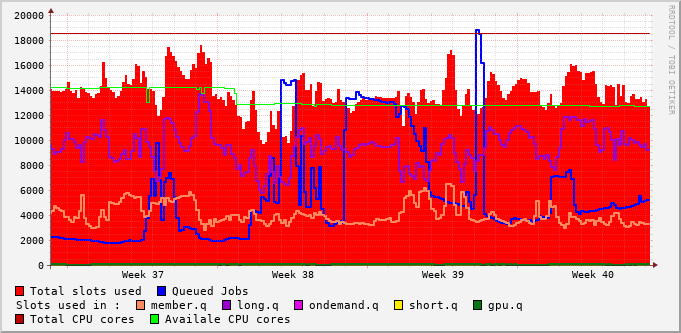 20000
18000
16000
14000
12000
10000
8000
6000
4000
2000
0
Week 37 Week 38 Week 39 Week 40
Total slots used Queued Jobs
Slots used in : member.q long.q ondemand.q short.q gpu.q
Total CPU cores Availale CPU cores
RRDTOOL / TOBI OETIKER